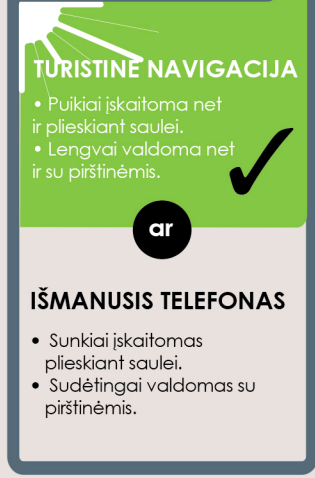 TURISTINĖ NAVIGACIJA
• Puikiai įskaitoma net
ir plieskiant saulei.
• Lengvai valdoma net
ir su pirštinėmis.
ar
IŠMANUSIS TELEFONAS
• Sunkiai įskaitomas
plieskiant saulei.
• Sudėtingai valdomas su
pirštinėmis.